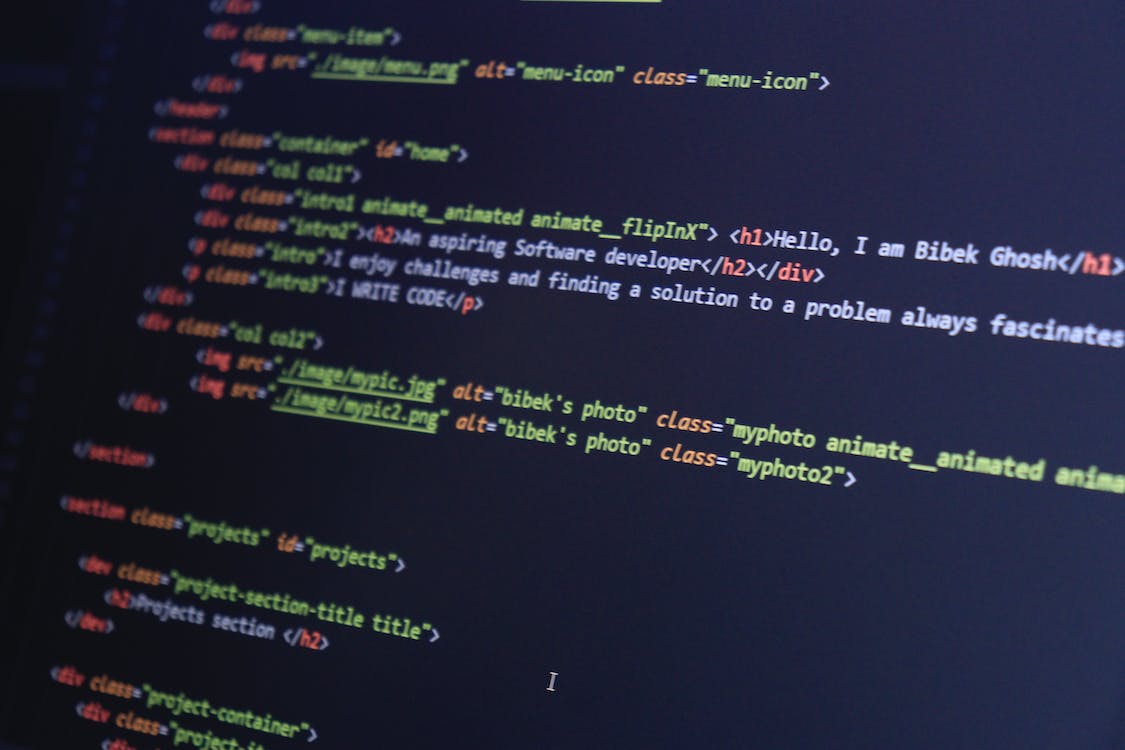 </div>
<div class="menu-item">
<img src="./image/menu.png" alt="menu-icon" class="menu-icon">
</div>
</header>
<section class="container" id="home">
<div class="col col1">
<div class="intro1 animate__animated animate__flipInX"> <h1>Hello, I am Bibek Ghosh</h1>
<div class="intro2"><h2>An aspiring Software developer</h2></div>
<p class="intro">I enjoy challenges and finding a solution to a problem always fascinates
<p class="intro3">I WRITE CODE</p>
</div>
<div class="col col2">
<img src="./image/mypic.jpg" alt="bibek's photo" class="myphoto animate__animated anima
<img src="./image/mypic2.png" alt="bibek's photo" class="myphoto2">
</div>
</section>
<section class="projects" id="projects">
<dev class="project-section-title title">
<h2>Projects section </h2>
</dev>
<div class="project-container">
<div class="project-i